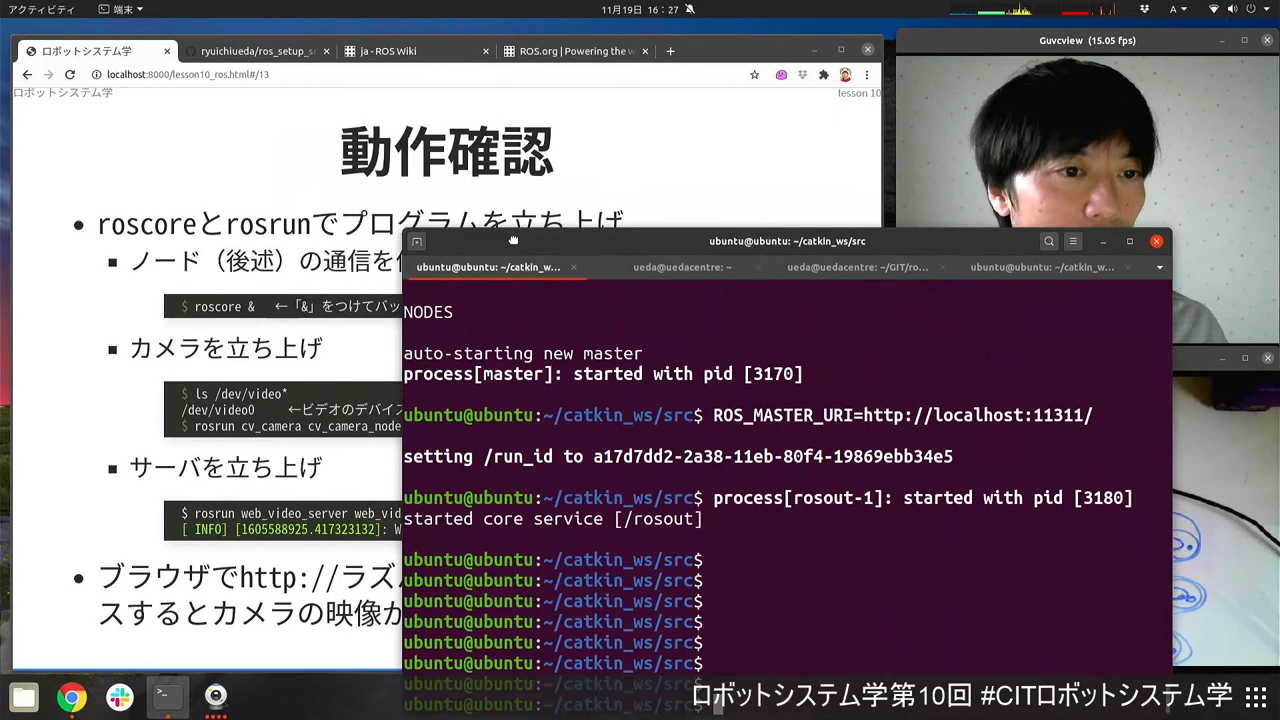 アクティビティ
端末
11月19日 16：27
A
ロボットシステム学
ryuichiueda/ros_setup_sc
ja - ROS Wiki
ROS.org | Powering the w
localhost:8000/lesson10_ros.html#/13
ロボットシステム学
lesson 10
動作確認
roscoreとrosrunでプログラムを立ち上げ
ノード（後述）の通信を
$ roscore & ←「&」をつけてバッ
カメラを立ち上げ
$ ls /dev/video*
/dev/video0 ←ビデオのデバイス
$ rosrun cv_camera cv_camera_node
サーバを立ち上げ
$ rosrun web_video_server web_vid
[ INFO] [1605588925.417323132]: W
ブラウザでhttp://ラズ
スするとカメラの映像が
Guvcview (15.05 fps)
ubuntu@ubuntu: ~/catkin_ws/src
ubuntu@ubuntu: ~/catkin_w...
ueda@uedacentre: ~
ueda@uedacentre: ~/GIT/ro...
ubuntu@ubuntu: ~/catkin_w...
NODES
auto-starting new master
process[master]: started with pid [3170]
ubuntu@ubuntu:~/catkin_ws/src$ ROS_MASTER_URI=http://localhost:11311/
setting /run_id to a17d7dd2-2a38-11eb-80f4-19869ebb34e5
ubuntu@ubuntu:~/catkin_ws/src$ process[rosout-1]: started with pid [3180]
started core service [/rosout]
ubuntu@ubuntu:~/catkin_ws/src$
ubuntu@ubuntu:~/catkin_ws/src$
ubuntu@ubuntu:~/catkin_ws/src$
ubuntu@ubuntu:~/catkin_ws/src$
ubuntu@ubuntu:~/catkin_ws/src$
ubuntu@ubuntu:~/catkin_ws/src$
ubuntu@ubuntu:~/catkin_ws/src$
ロボットシステム学第10回 #CITロボットシステム学